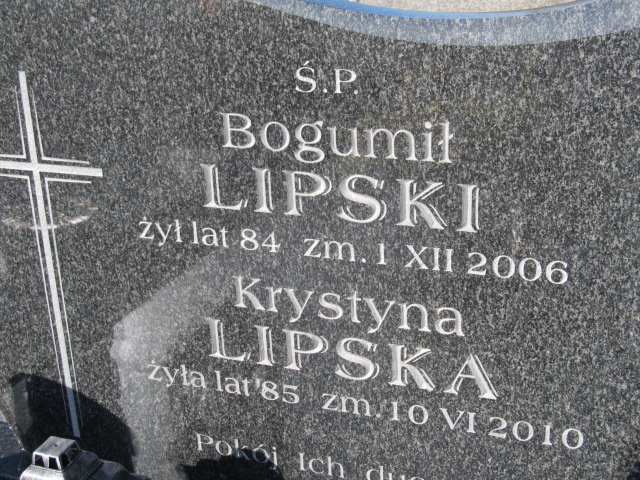 Ś.P.
Bogumił
LIPSKI
żył lat 84 zm. 1 XII 2006
Krystyna
LIPSKA
żyła lat 85 zm. 10 VI 2010
Pokój Ich